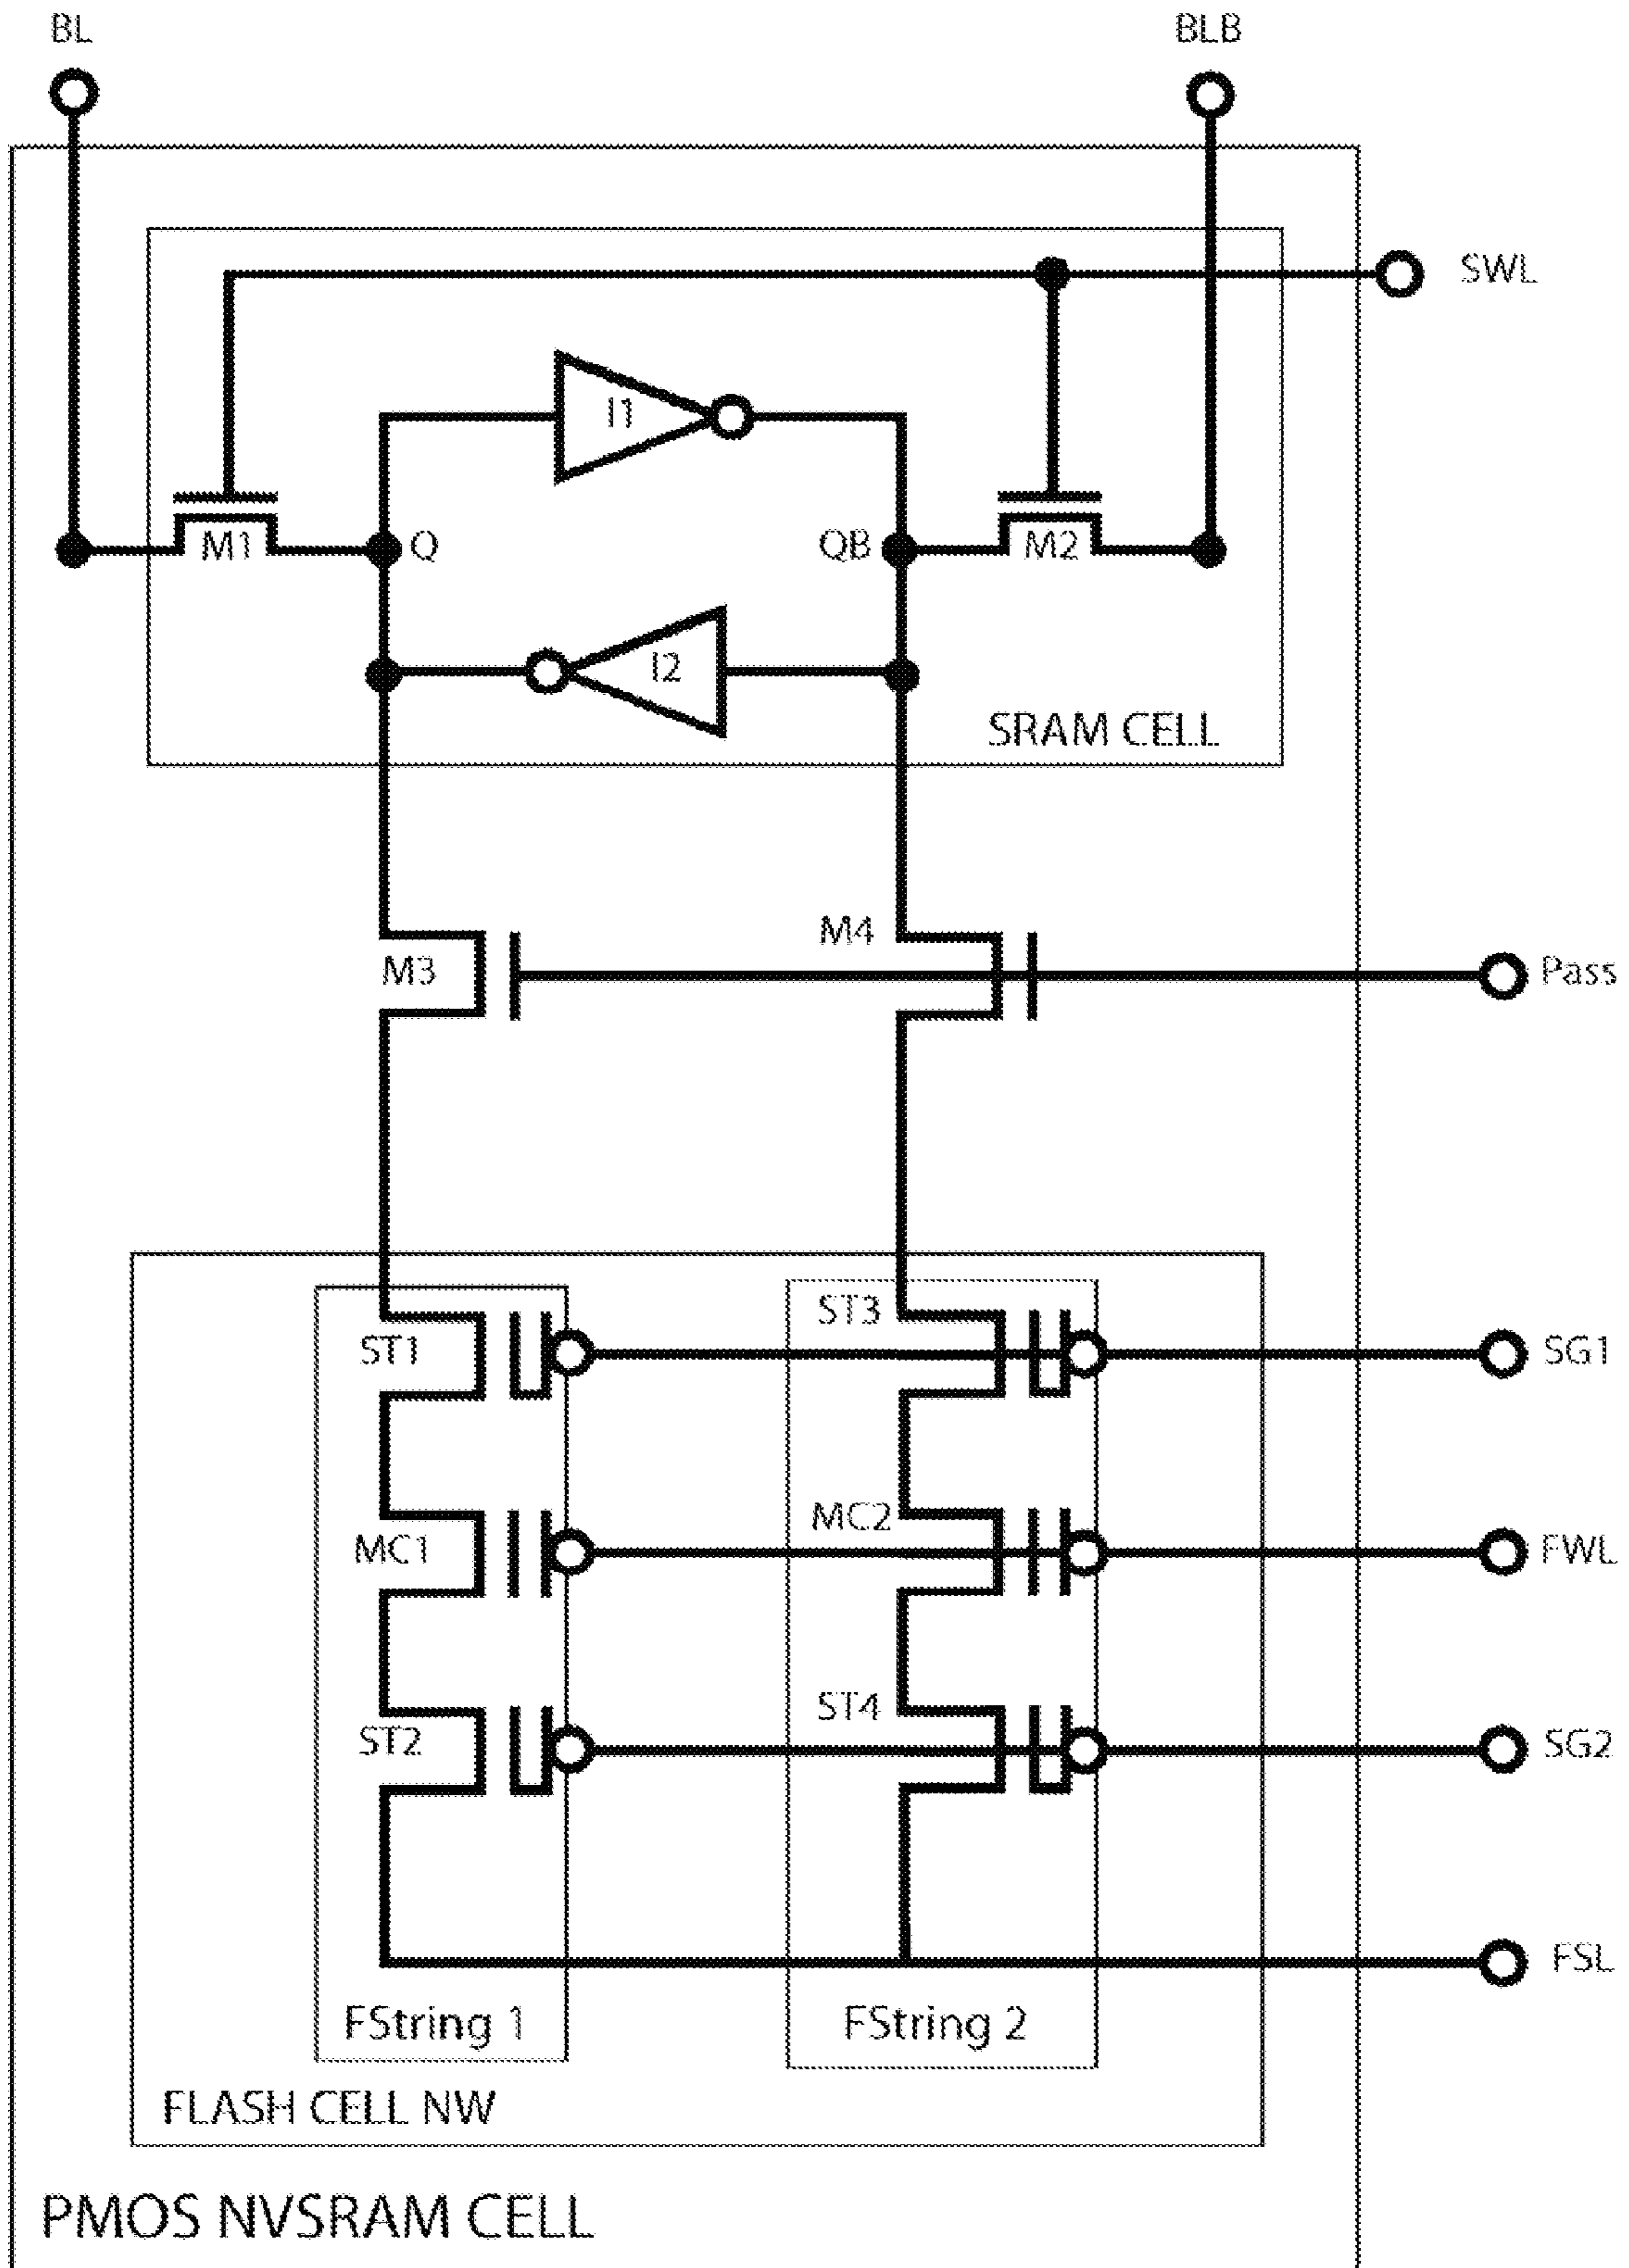 BL
BLB
SWL
I1
M1
Q
QB
M2
I2
SRAM CELL
M4
M3
Pass
ST3
ST1
SG1
MC2
MC1
FWL
ST4
ST2
SG2
FSL
FString 1
FString 2
FLASH CELL NW
PMOS NVSRAM CELL